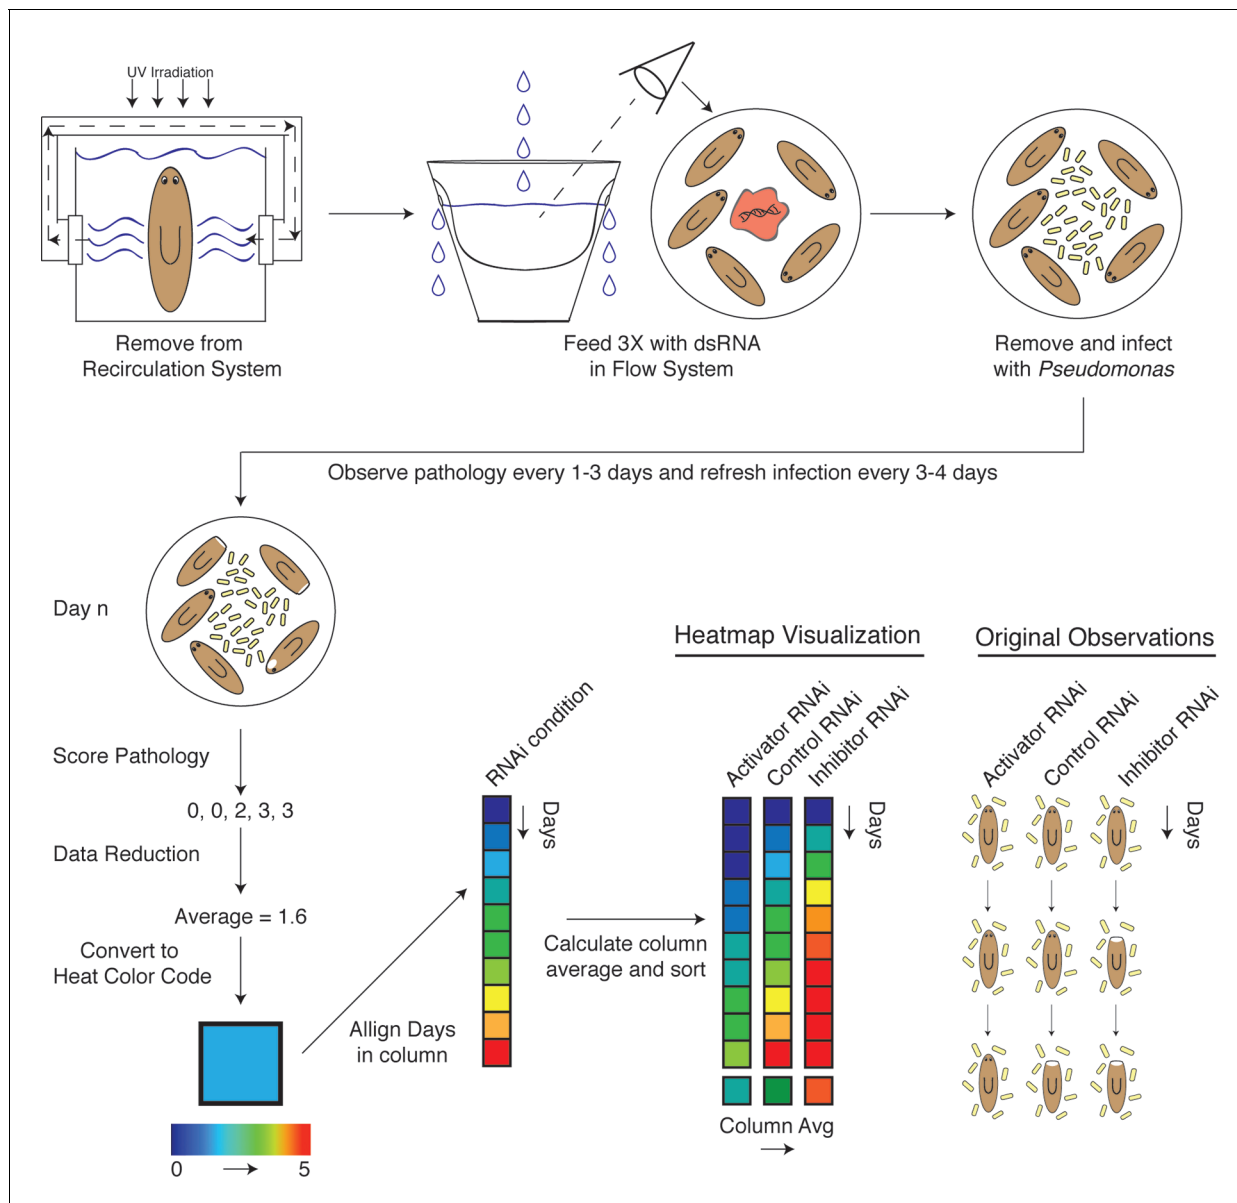 UV Irradiation
Remove from
Recirculation System
Feed 3X with dsRNA
in Flow System
Remove and infect
with Pseudomonas
Observe pathology every 1-3 days and refresh infection every 3-4 days
Day n
Score Pathology
0, 0, 2, 3, 3
Data Reduction
Average = 1.6
Convert to
Heat Color Code
0
5
Allign Days
in column
RNAi condition
Days
Calculate column
average and sort
Heatmap Visualization
Activator RNAi
Control RNAi
Inhibitor RNAi
Days
Column Avg
Original Observations
Activator RNAi
Control RNAi
Inhibitor RNAi
Days